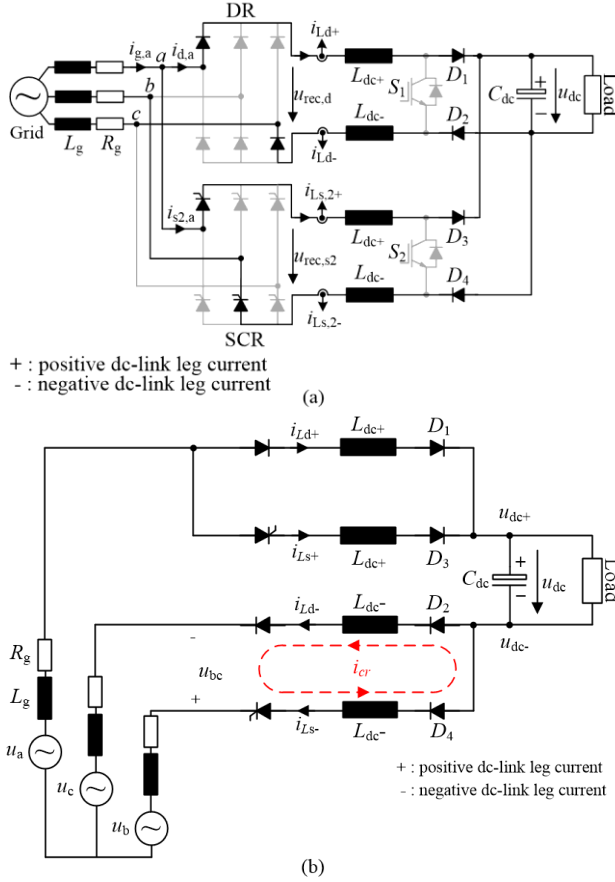 DR
i_g,a a i_d,a
i_Ld+
L_dc+
D_1
S_1
C_dc
+
−
u_dc
Load
b
u_rec,d
Grid
c
L_g R_g
i_Ld-
L_dc-
D_2
i_s2,a
i_Ls,2+
L_dc+
D_3
u_rec,s2
S_2
L_dc-
D_4
SCR
i_Ls,2-
+ : positive dc-link leg current
- : negative dc-link leg current
(a)
i_Ld+ L_dc+ D_1
u_dc+
i_Ls+ L_dc+ D_3
C_dc
+
−
u_dc
Load
i_Ld- L_dc- D_2
u_dc-
R_g
-
u_bc
i_cr
L_g
+
i_Ls- L_dc- D_4
u_a
u_c
u_b
+ : positive dc-link leg current
- : negative dc-link leg current
(b)